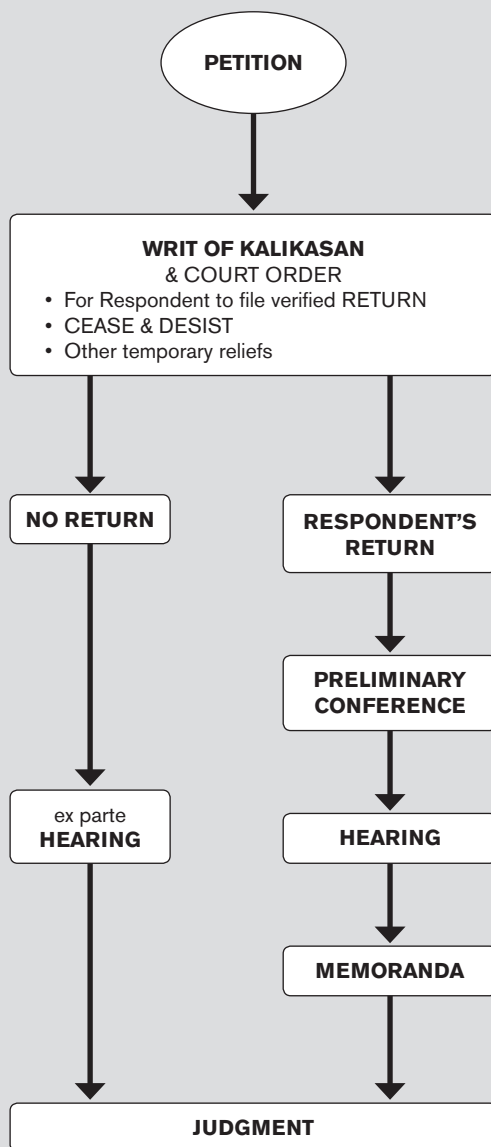 PETITION
WRIT OF KALIKASAN
& COURT ORDER
• For Respondent to file verified RETURN
• CEASE & DESIST
• Other temporary reliefs
NO RETURN
RESPONDENT’S
RETURN
PRELIMINARY
CONFERENCE
ex parte
HEARING
HEARING
MEMORANDA
JUDGMENT